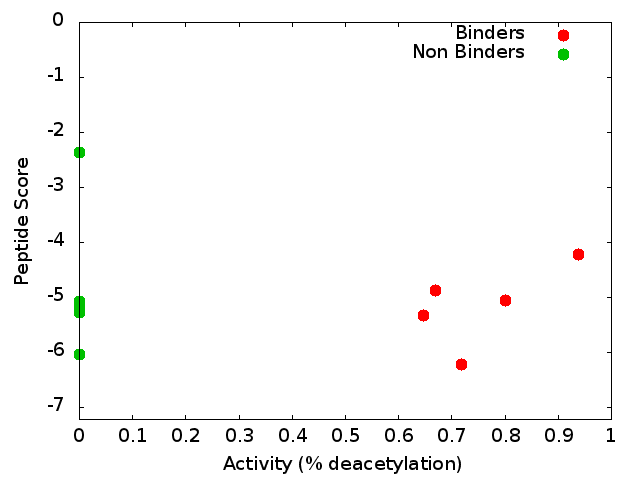 0
Binders
Non Binders
-1
-2
-3
-4
-5
-6
-7
Peptide Score
0 0.1 0.2 0.3 0.4 0.5 0.6 0.7 0.8 0.9 1
Activity (% deacetylation)